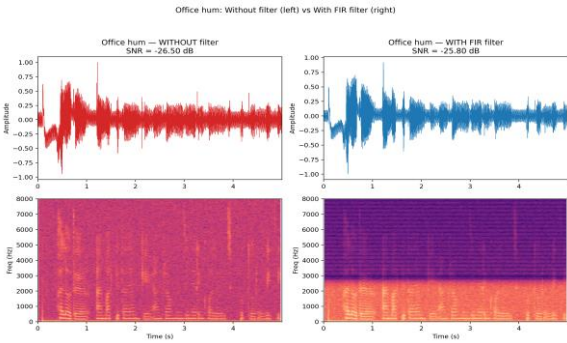 Office hum: Without filter (left) vs With FIR filter (right)
Office hum — WITHOUT filter
SNR = -26.50 dB
Office hum — WITH FIR filter
SNR = -25.80 dB
Amplitude
1.00
0.75
0.50
0.25
0.00
-0.25
-0.50
-0.75
-1.00
0 1 2 3 4
Amplitude
1.00
0.75
0.50
0.25
0.00
-0.25
-0.50
-0.75
-1.00
0 1 2 3 4
Freq (Hz)
8000
7000
6000
5000
4000
3000
2000
1000
0
0 1 2 3 4
Time (s)
Freq (Hz)
8000
7000
6000
5000
4000
3000
2000
1000
0
0 1 2 3 4
Time (s)